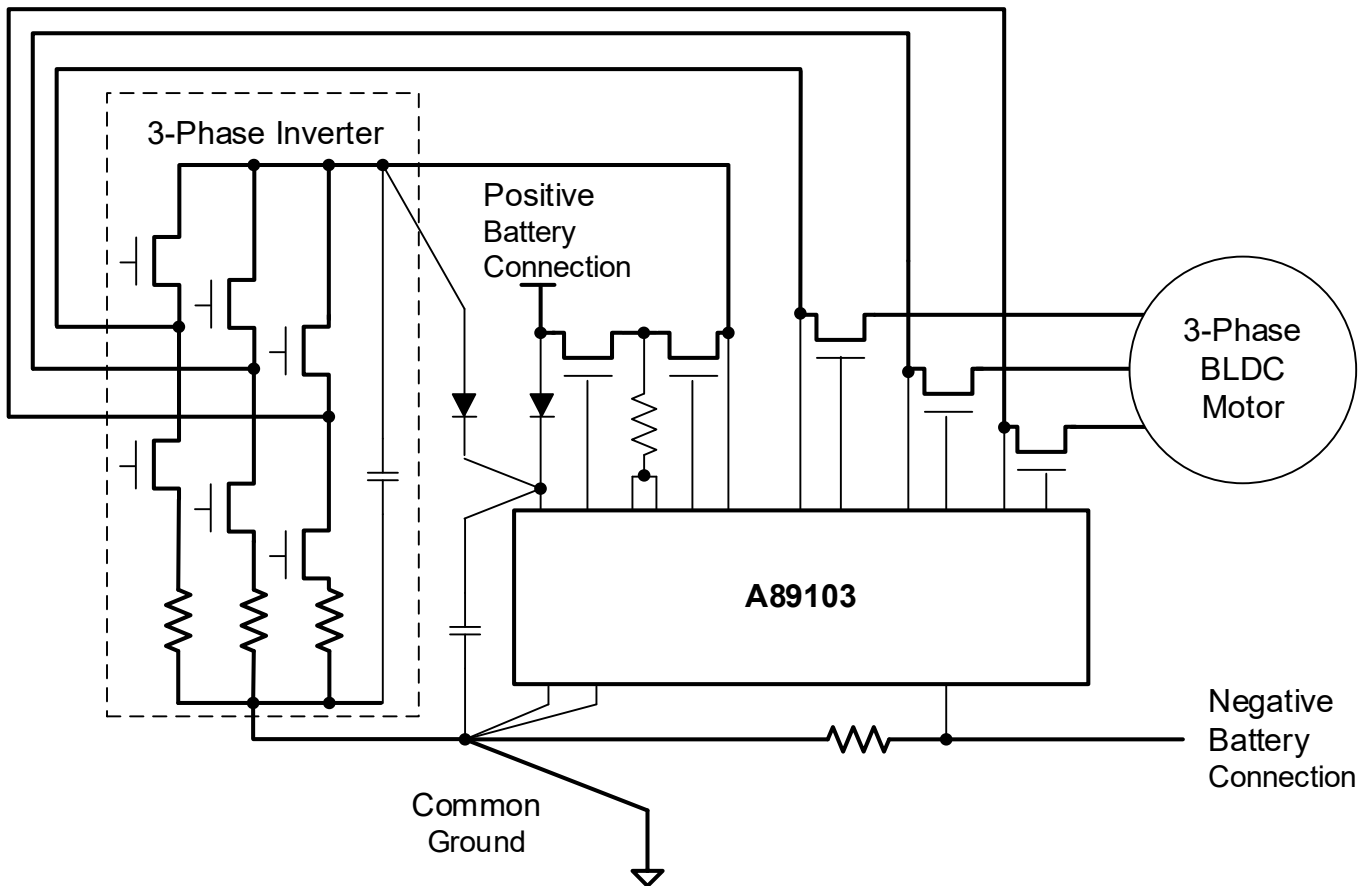 3-Phase Inverter
Positive
Battery
Connection
3-Phase
BLDC
Motor
A89103
Negative
Battery
Connection
Common
Ground